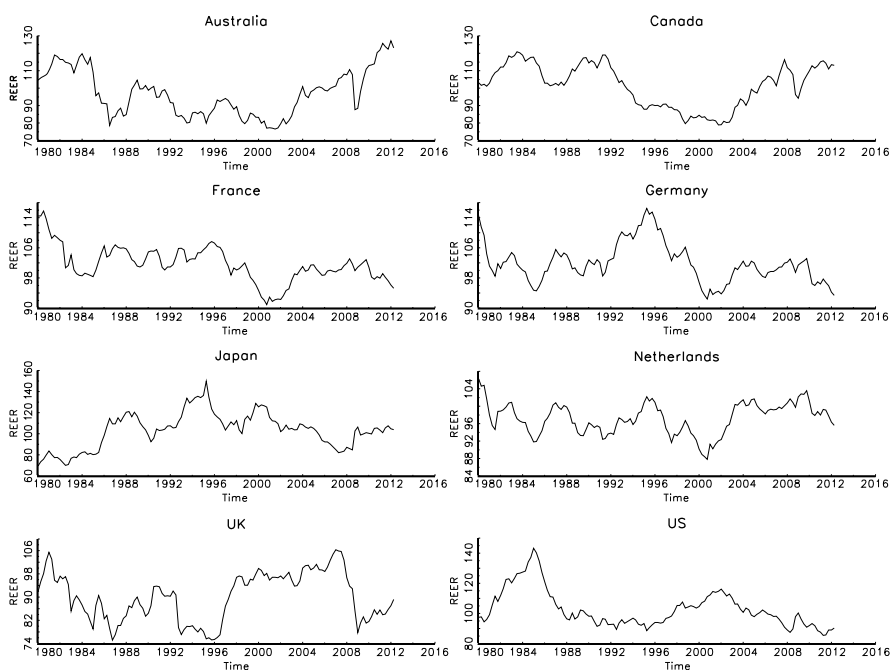 Australia
REER
70 80 90 110 130
1980 1984 1988 1992 1996 2000 2004 2008 2012 2016
Time
Canada
REER
70 80 90 110 130
1980 1984 1988 1992 1996 2000 2004 2008 2012 2016
Time
France
REER
90 98 106 114
1980 1984 1988 1992 1996 2000 2004 2008 2012 2016
Time
Germany
REER
90 98 106 114
1980 1984 1988 1992 1996 2000 2004 2008 2012 2016
Time
Japan
REER
60 80 100 120 140 160
1980 1984 1988 1992 1996 2000 2004 2008 2012 2016
Time
Netherlands
REER
84 88 92 96 104
1980 1984 1988 1992 1996 2000 2004 2008 2012 2016
Time
UK
REER
74 82 90 98 106
1980 1984 1988 1992 1996 2000 2004 2008 2012 2016
Time
US
REER
80 100 120 140
1980 1984 1988 1992 1996 2000 2004 2008 2012 2016
Time